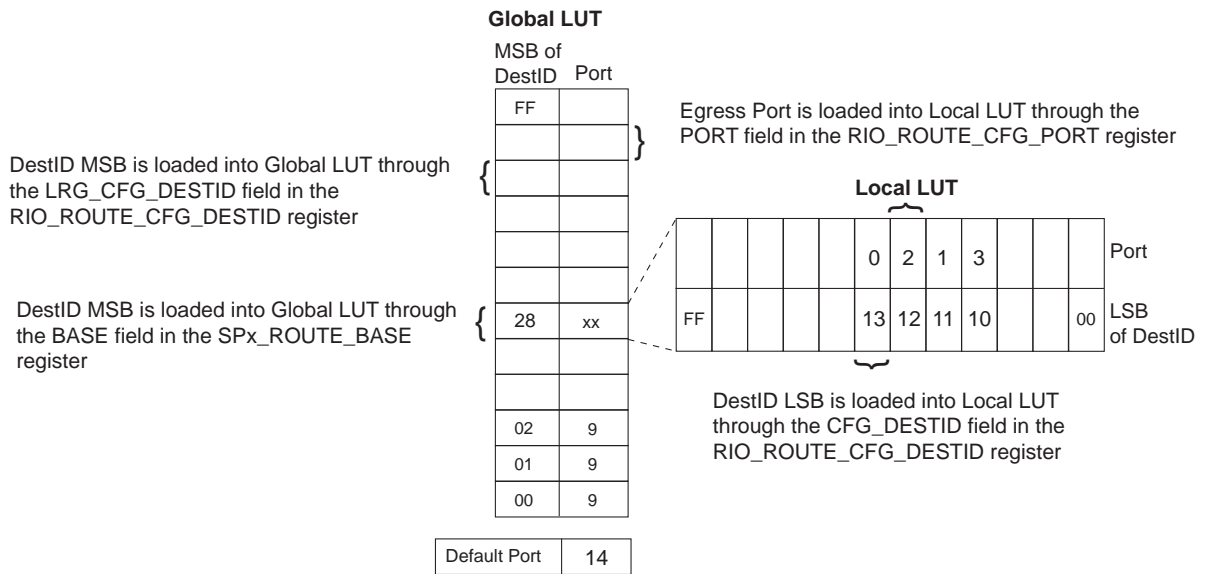 Global LUT
MSB of
DestID Port
FF
Egress Port is loaded into Local LUT through the
PORT field in the RIO_ROUTE_CFG_PORT register
}
DestID MSB is loaded into Global LUT through
the LRG_CFG_DESTID field in the
RIO_ROUTE_CFG_DESTID register
{
Local LUT
}
0 2 1 3
Port
FF 13 12 11 10 00
LSB
of DestID
DestID MSB is loaded into Global LUT through
the BASE field in the SPx_ROUTE_BASE
register
{
28 xx
}
DestID LSB is loaded into Local LUT
through the CFG_DESTID field in the
RIO_ROUTE_CFG_DESTID register
02 9
01 9
00 9
Default Port 14